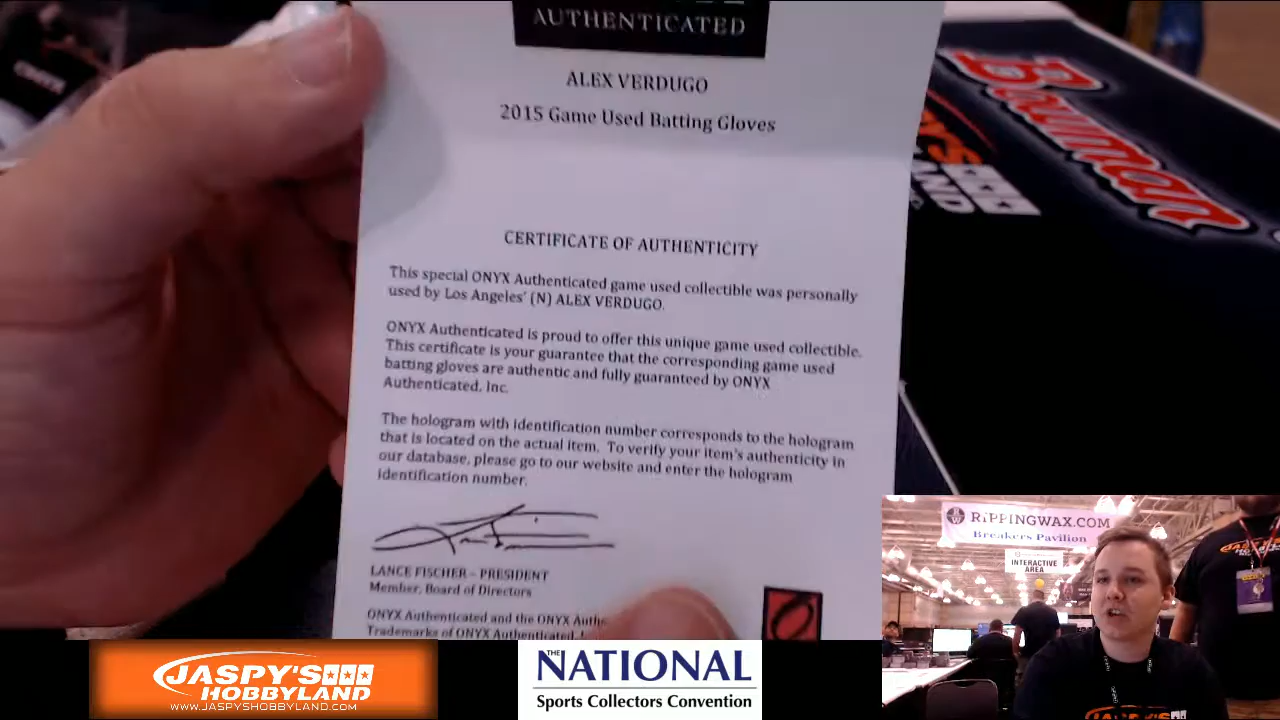 AUTHENTICATED
ALEX VERDUGO
2015 Game Used Batting Gloves
CERTIFICATE OF AUTHENTICITY
This special ONYX Authenticated game used collectible was personally
used by Los Angeles' (N) ALEX VERDUGO.
ONYX Authenticated is proud to offer this unique game used collectible.
This certificate is your guarantee that the corresponding game used
batting gloves are authentic and fully guaranteed by ONYX
Authenticated, Inc.
The hologram with identification number corresponds to the hologram
that is located on the actual item. To verify your item's authenticity in
our database, please go to our website and enter the hologram
identification number.
LANCE FISCHER - PRESIDENT
Member, Board of Directors
ONYX Authenticated and the ONYX
Trademarks of ONYX Authenticated,
ONYX
Bowman
LAND
RIPPINGWAX.COM
Breakers Pavilion
INTERACTIVE
AREA
JASPY'S
HOBBYLAND
WWW.JASPYSHOBBYLAND.COM
THE
NATIONAL
Sports Collectors Convention
JASPY'S